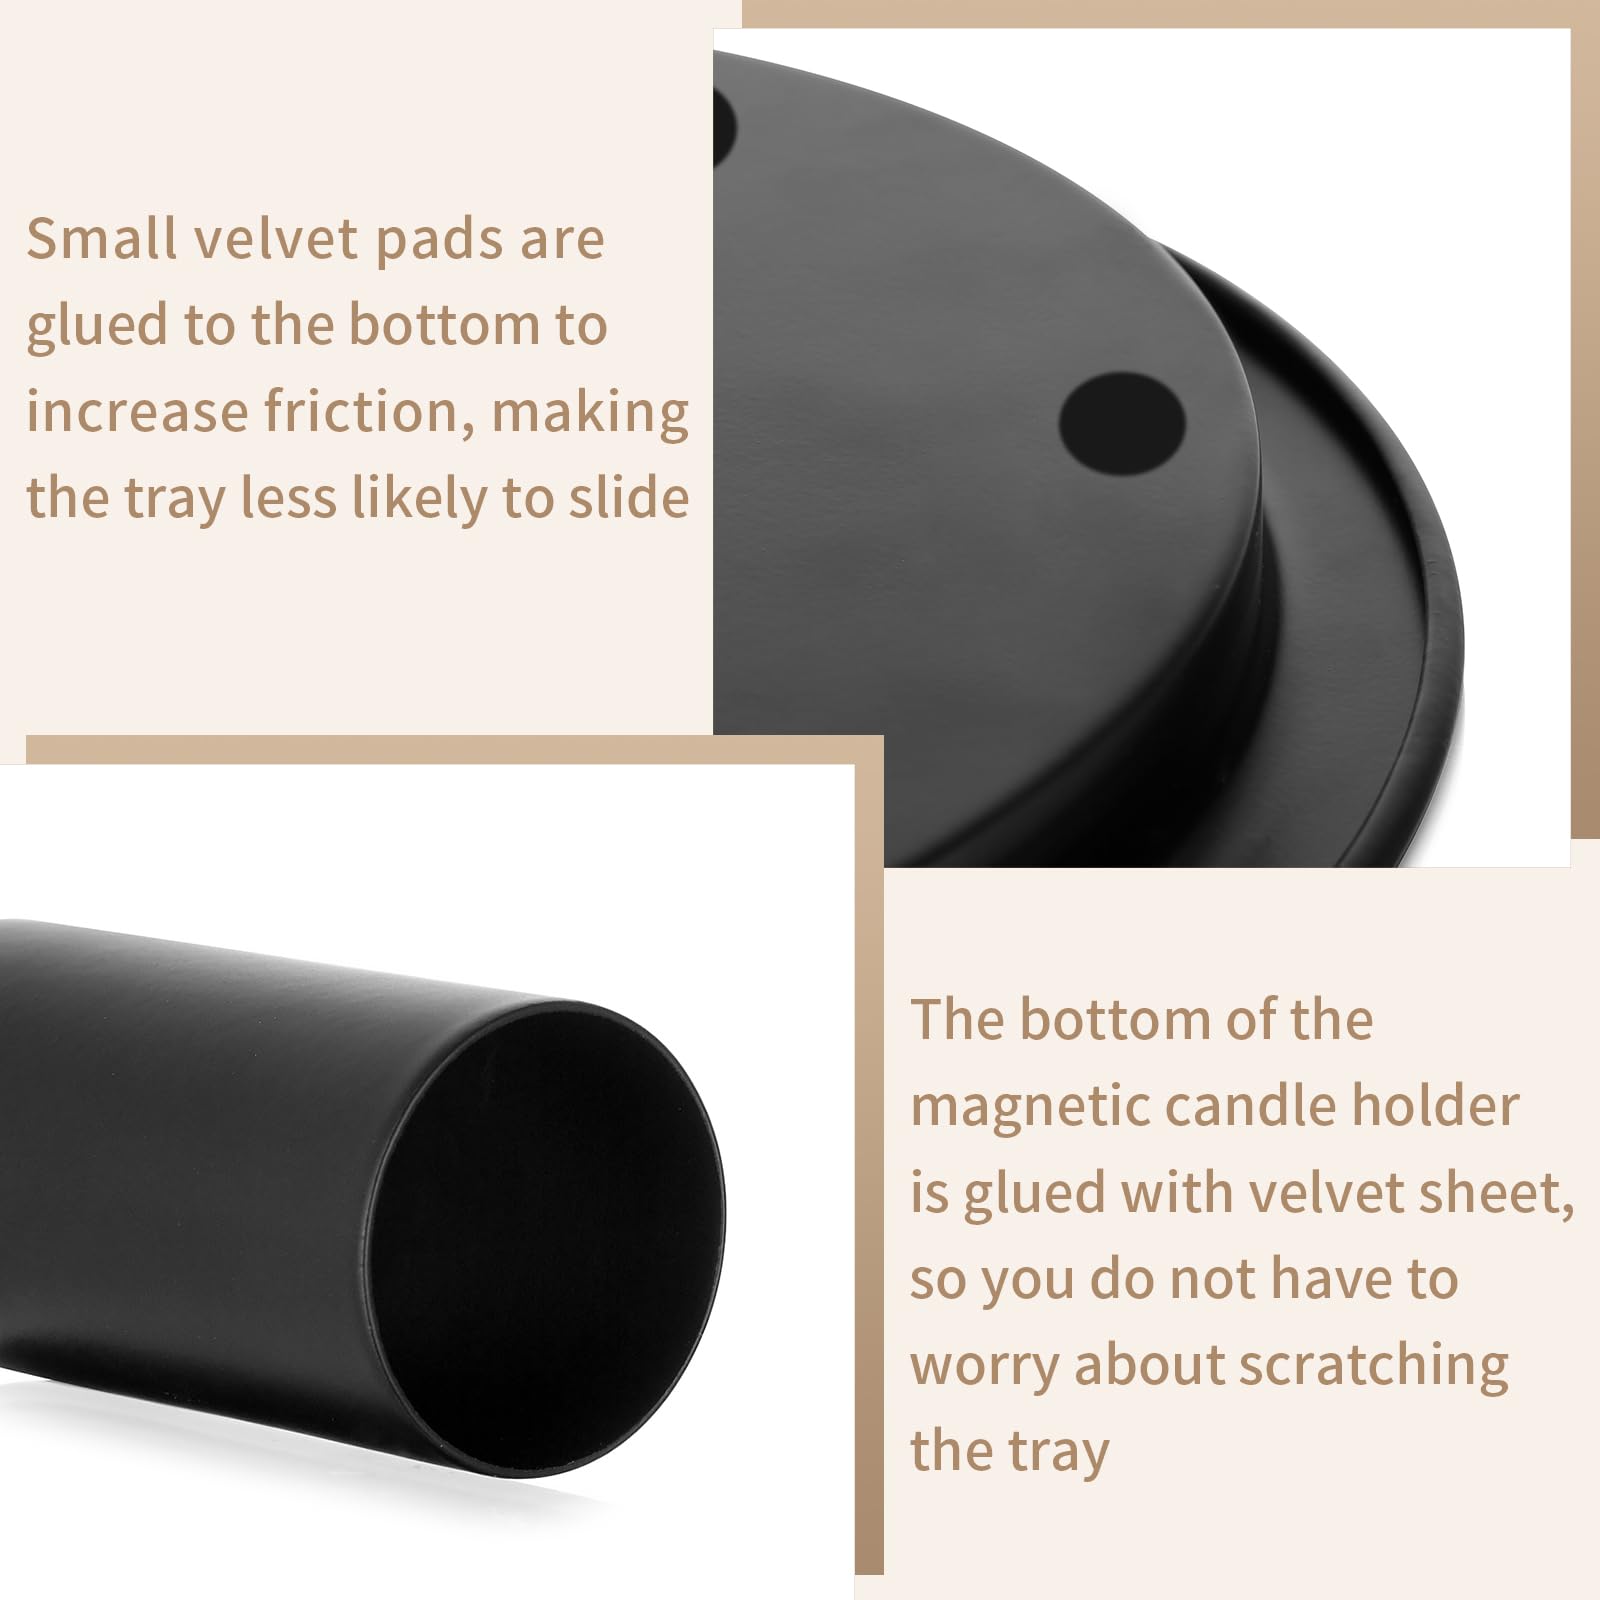 Small velvet pads are
glued to the bottom to
increase friction, making
the tray less likely to slide
The bottom of the
magnetic candle holder
is glued with velvet sheet,
so you do not have to
worry about scratching
the tray